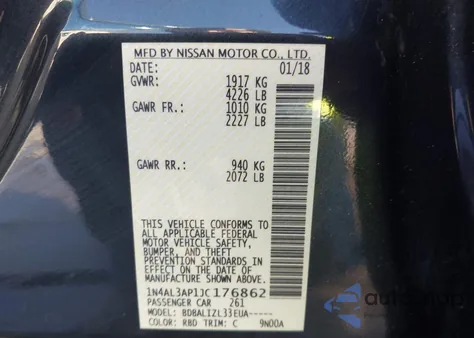 MFD BY NISSAN MOTOR CO., LTD.
DATE: 01/18
GVWR: 1917 KG
4226 LB
GAWR FR: 1010 KG
2227 LB
GAWR RR: 940 KG
2072 LB
THIS VEHICLE CONFORMS TO
ALL APPLICABLE FEDERAL
MOTOR VEHICLE SAFETY,
BUMPER, AND THEFT
PREVENTION STANDARDS
IN EFFECT ON THE DATE OF
MANUFACTURE SHOWN ABOVE.
1N4AL3AP1JC176862
PASSENGER CAR 261
MODEL: BDBALIZL33EUA-----
COLOR: RBD TRIM: C 9N00A